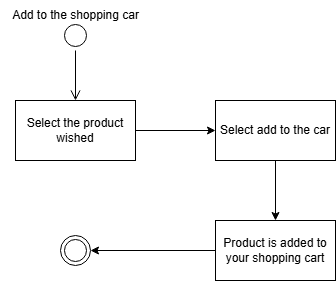 Add to the shopping car
Select the product
wished
Select add to the car
Product is added to
your shopping cart